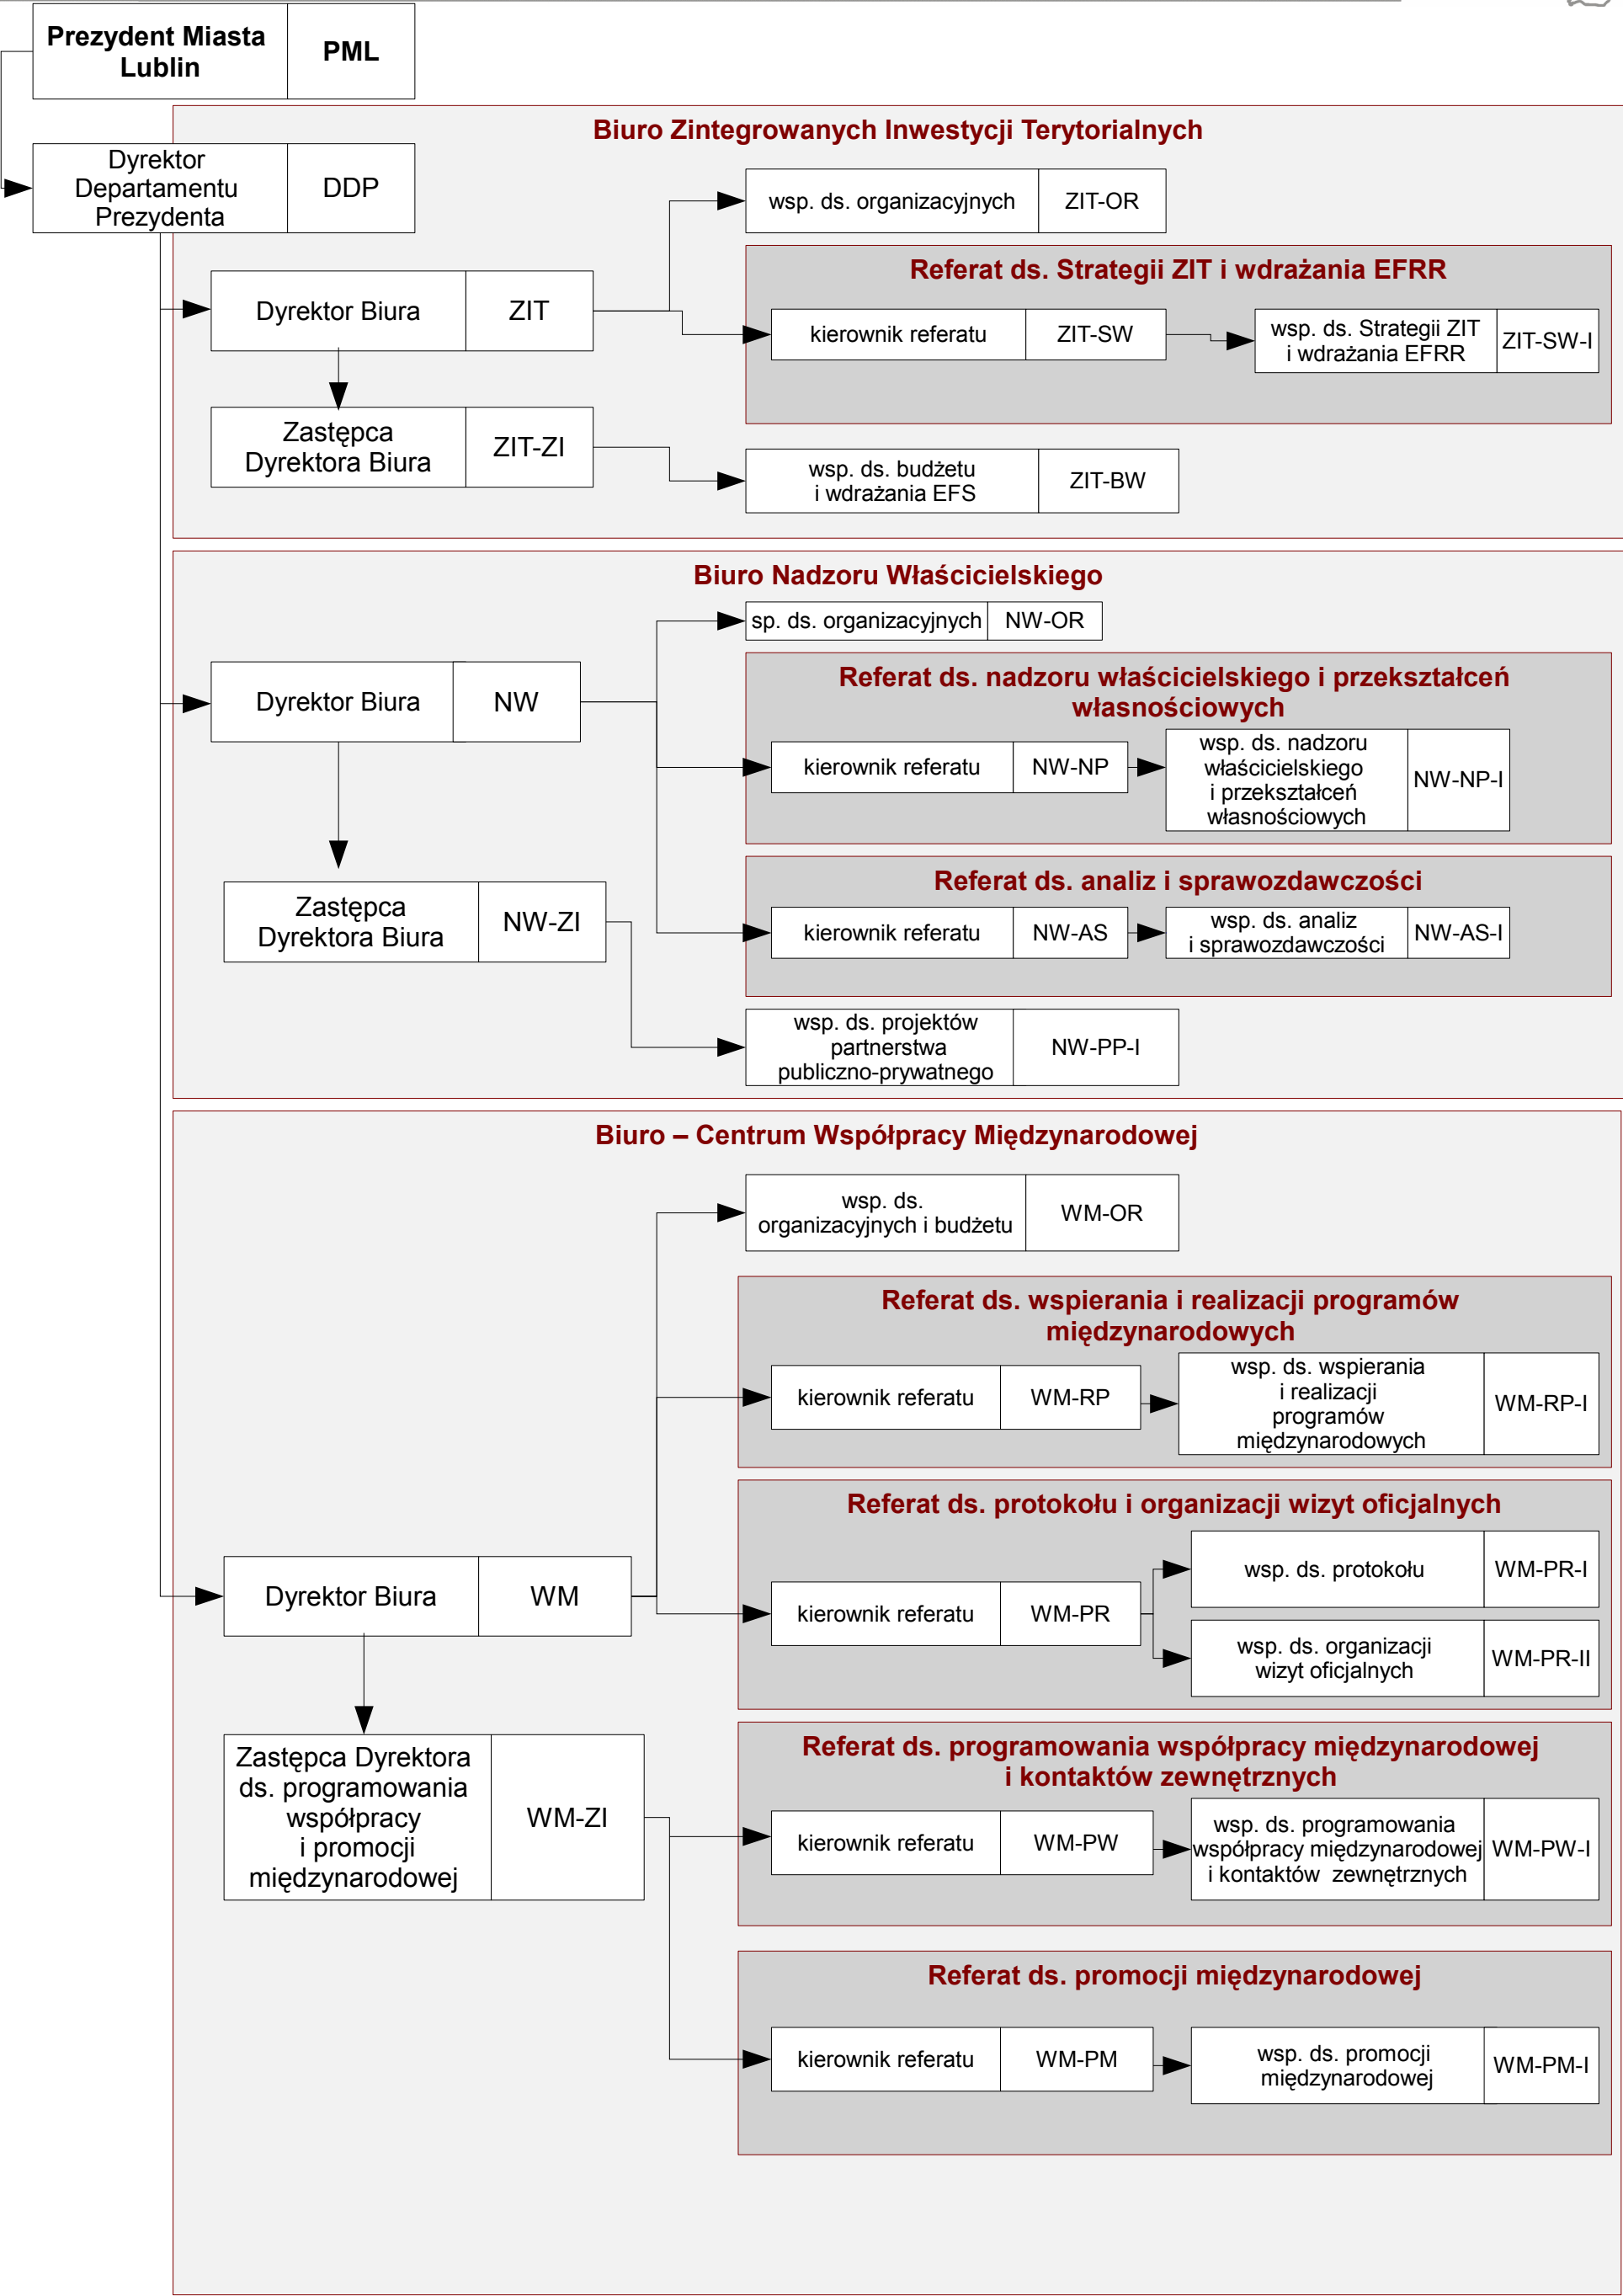 Prezydent Miasta
Lublin
PML
Dyrektor
Departamentu
Prezydenta
DDP
Biuro Zintegrowanych Inwestycji Terytorialnych
wsp. ds. organizacyjnych
ZIT-OR
Referat ds. Strategii ZIT i wdrażania EFRR
Dyrektor Biura
ZIT
kierownik referatu
ZIT-SW
wsp. ds. Strategii ZIT
i wdrażania EFRR
ZIT-SW-I
Zastępca
Dyrektora Biura
ZIT-ZI
wsp. ds. budżetu
i wdrażania EFS
ZIT-BW
Biuro Nadzoru Właścicielskiego
sp. ds. organizacyjnych
NW-OR
Referat ds. nadzoru właścicielskiego i przekształceń
własnościowych
Dyrektor Biura
NW
kierownik referatu
NW-NP
wsp. ds. nadzoru
właścicielskiego
i przekształceń
własnościowych
NW-NP-I
Referat ds. analiz i sprawozdawczości
Zastępca
Dyrektora Biura
NW-ZI
kierownik referatu
NW-AS
wsp. ds. analiz
i sprawozdawczości
NW-AS-I
wsp. ds. projektów
partnerstwa
publiczno-prywatnego
NW-PP-I
Biuro – Centrum Współpracy Międzynarodowej
wsp. ds.
organizacyjnych i budżetu
WM-OR
Referat ds. wspierania i realizacji programów
międzynarodowych
kierownik referatu
WM-RP
wsp. ds. wspierania
i realizacji
programów
międzynarodowych
WM-RP-I
Referat ds. protokołu i organizacji wizyt oficjalnych
Dyrektor Biura
WM
kierownik referatu
WM-PR
wsp. ds. protokołu
WM-PR-I
wsp. ds. organizacji
wizyt oficjalnych
WM-PR-II
Zastępca Dyrektora
ds. programowania
współpracy
i promocji
międzynarodowej
WM-ZI
Referat ds. programowania współpracy międzynarodowej
i kontaktów zewnętrznych
kierownik referatu
WM-PW
wsp. ds. programowania
współpracy międzynarodowej
i kontaktów zewnętrznych
WM-PW-I
Referat ds. promocji międzynarodowej
kierownik referatu
WM-PM
wsp. ds. promocji
międzynarodowej
WM-PM-I